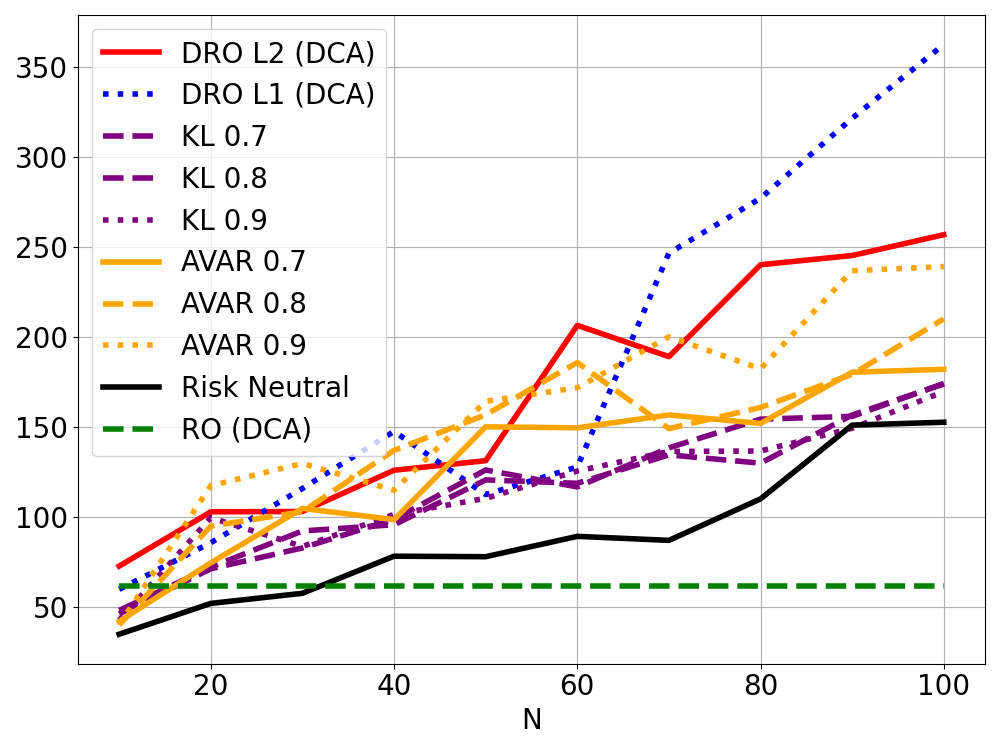 DRO L2 (DCA)
DRO L1 (DCA)
KL 0.7
KL 0.8
KL 0.9
AVAR 0.7
AVAR 0.8
AVAR 0.9
Risk Neutral
RO (DCA)
350
300
250
200
150
100
50
20 40 60 80 100
N